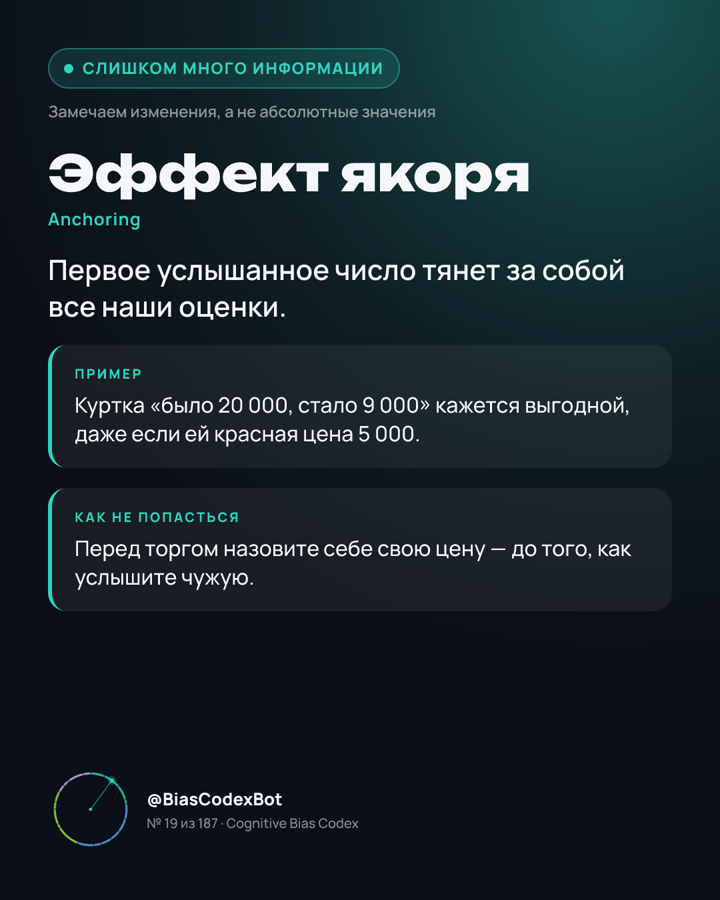 СЛИШКОМ МНОГО ИНФОРМАЦИИ
Замечаем изменения, а не абсолютные значения
Эффект якоря
Anchoring
Первое услышанное число тянет за собой
все наши оценки.
ПРИМЕР
Куртка «было 20 000, стало 9 000» кажется выгодной,
даже если ей красная цена 5 000.
КАК НЕ ПОПАСТЬСЯ
Перед торгом назовите себе свою цену — до того, как
услышите чужую.
@BiasCodexBot
№ 19 из 187 · Cognitive Bias Codex